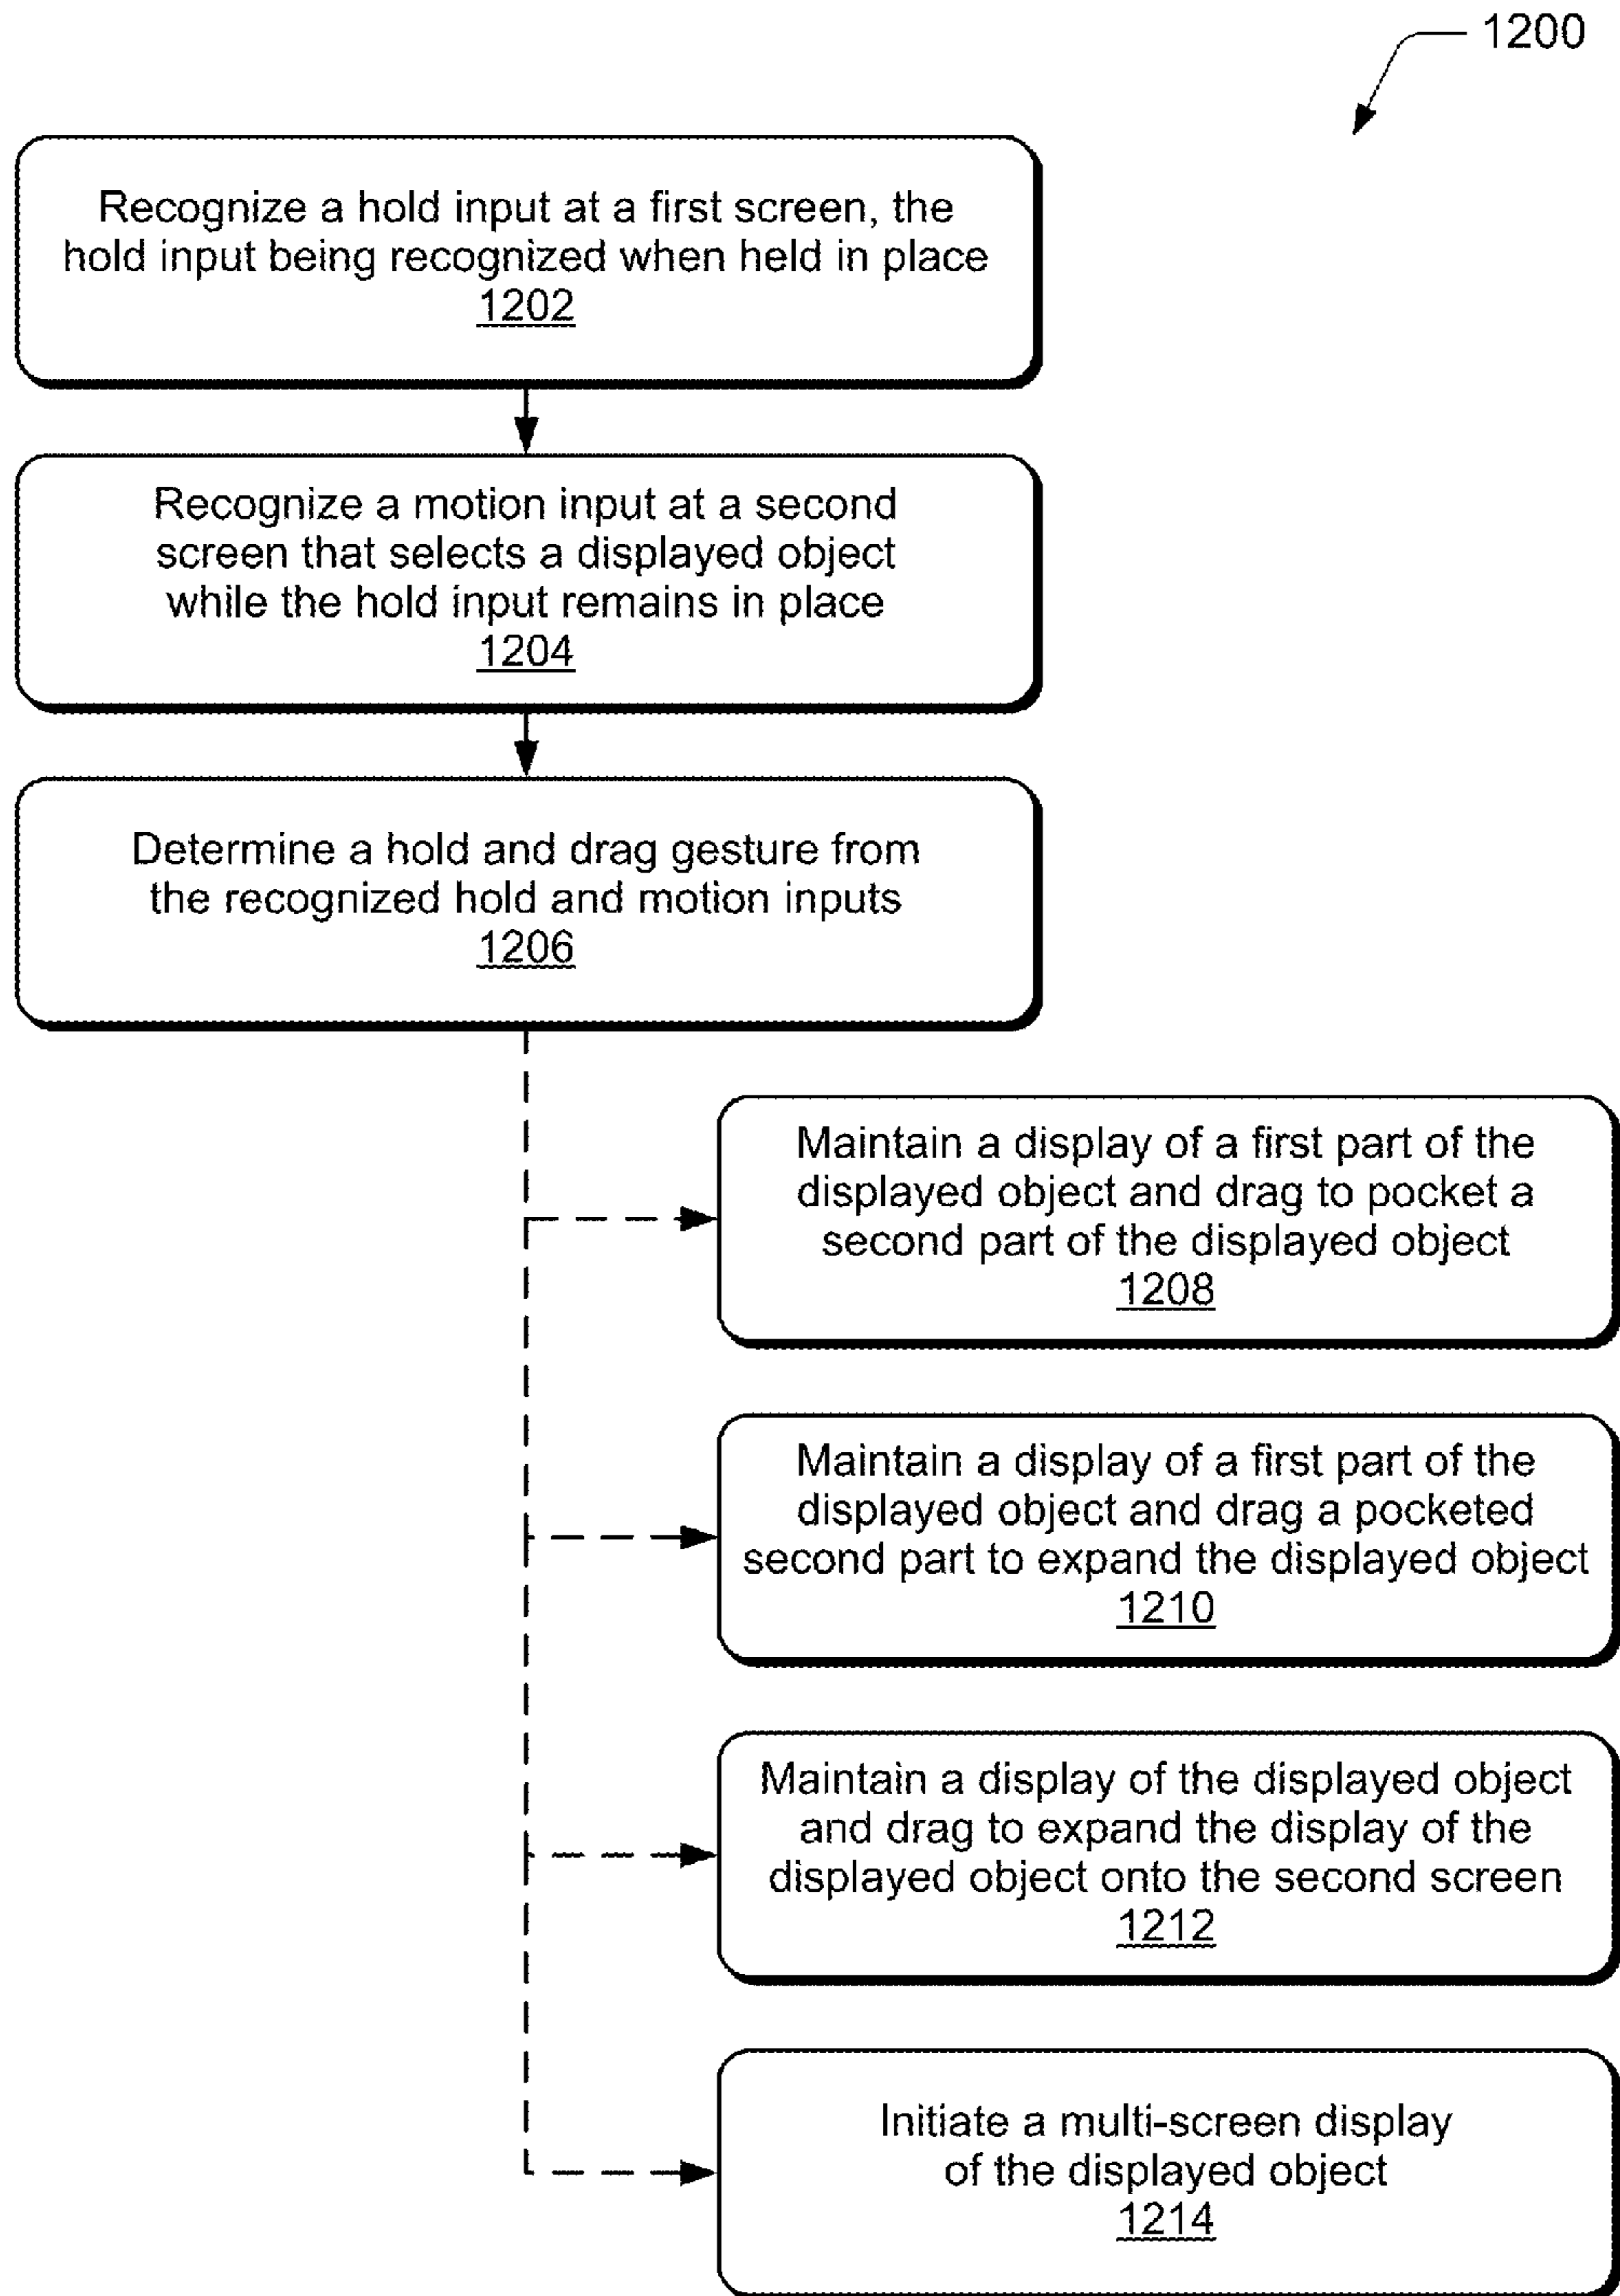 1200
Recognize a hold input at a first screen, the
hold input being recognized when held in place
1202
Recognize a motion input at a second
screen that selects a displayed object
while the hold input remains in place
1204
Determine a hold and drag gesture from
the recognized hold and motion inputs
1206
Maintain a display of a first part of the
displayed object and drag to pocket a
second part of the displayed object
1208
Maintain a display of a first part of the
displayed object and drag a pocketed
second part to expand the displayed object
1210
Maintain a display of the displayed object
and drag to expand the display of the
displayed object onto the second screen
1212
Initiate a multi-screen display
of the displayed object
1214